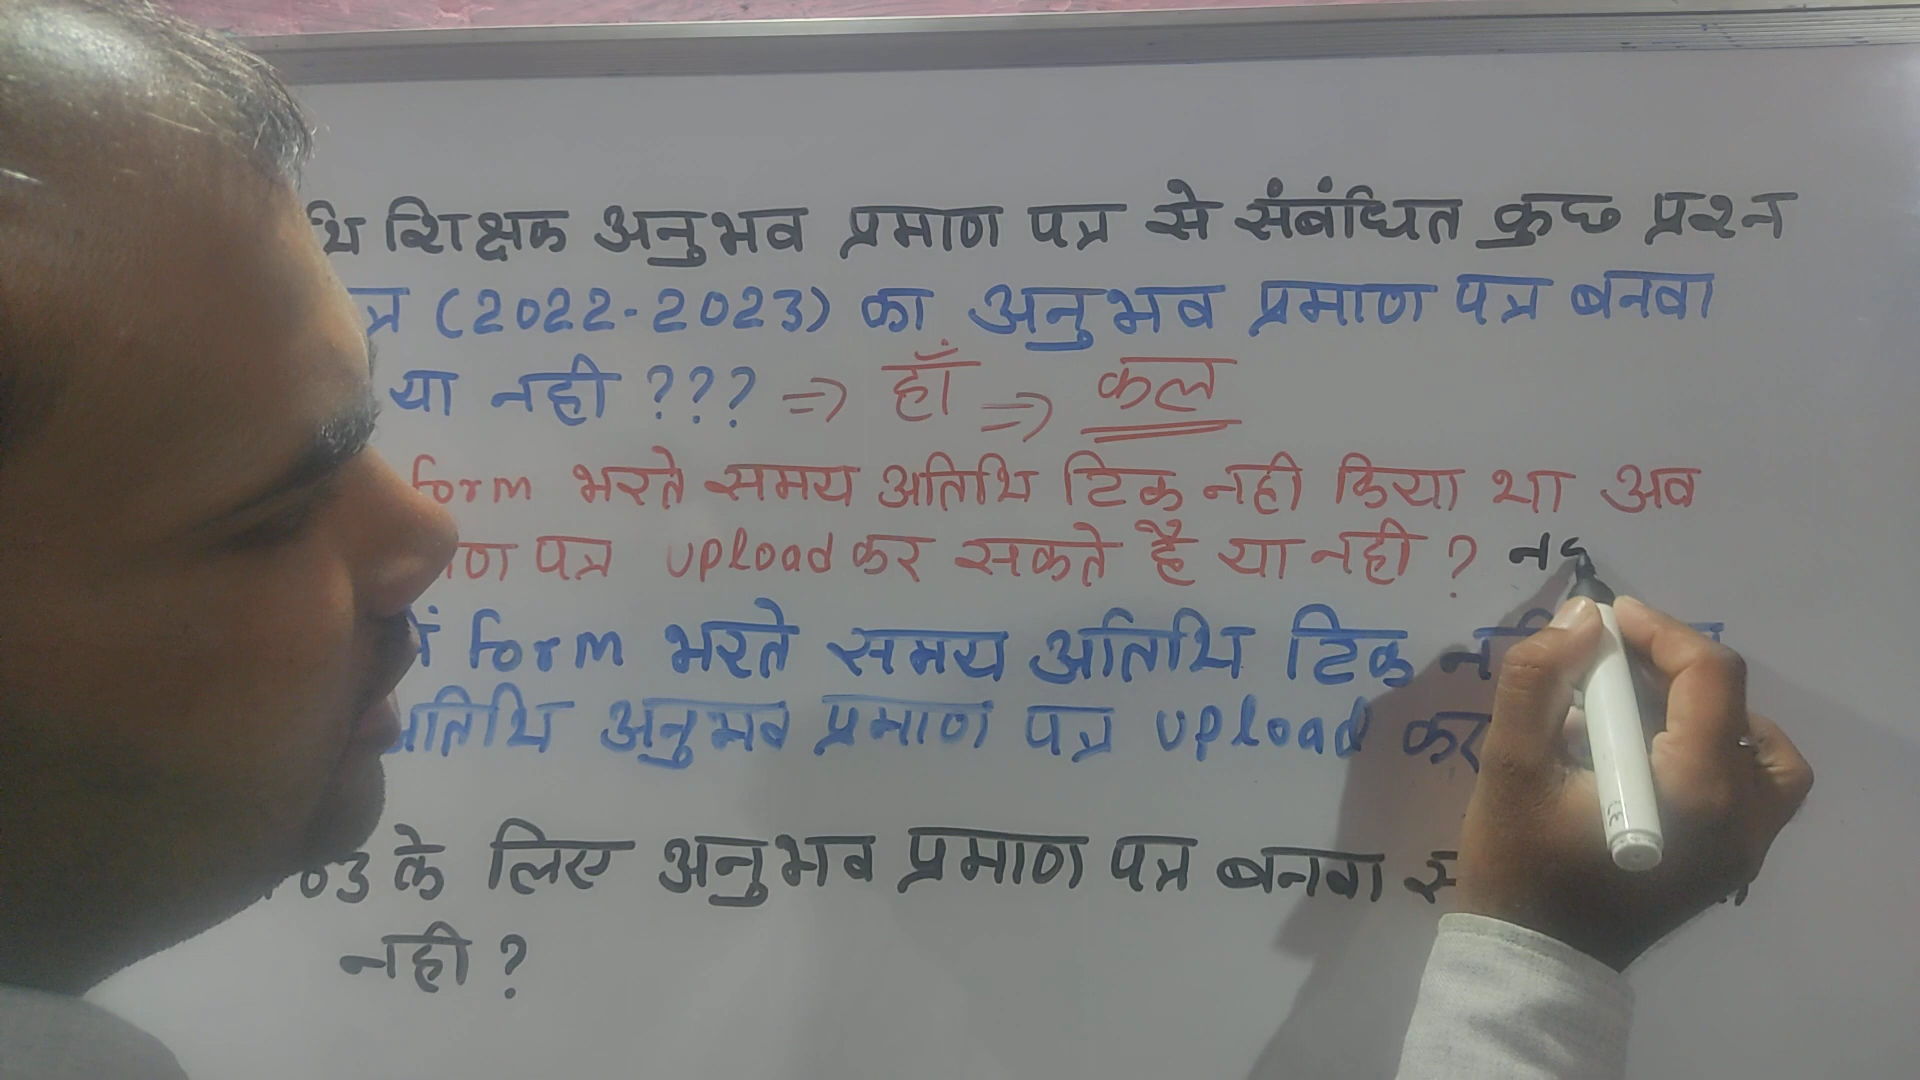 शिक्षक अनुभव प्रमाण पत्र से संबंधित कुछ प्रश्न
(2022-2023) का अनुभव प्रमाण पत्र बनवा
या नही ??? => हाँ => कल
form भरते समय अतिथि टिक नही किया था अब
पत्र upload कर सकते है या नही ?
form भरते समय अतिथि टिक
अतिथि अनुभव प्रमाण पत्र upload कर
03 के लिए अनुभव प्रमाण पत्र बनवा
नही ?